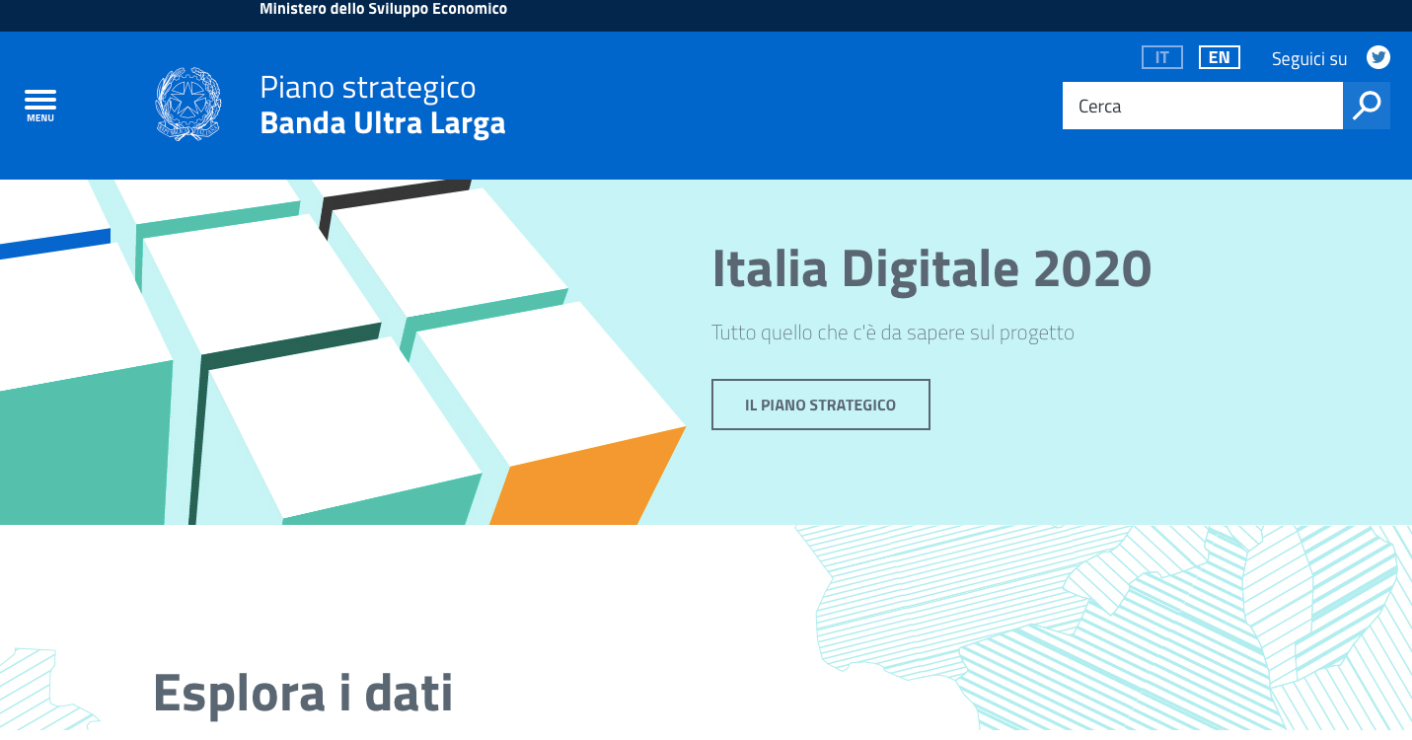 Ministero dello Sviluppo Economico
IT EN Seguici su
MENU
Piano strategico
Banda Ultra Larga
Cerca
Italia Digitale 2020
Tutto quello che c'è da sapere sul progetto
IL PIANO STRATEGICO
Esplora i dati